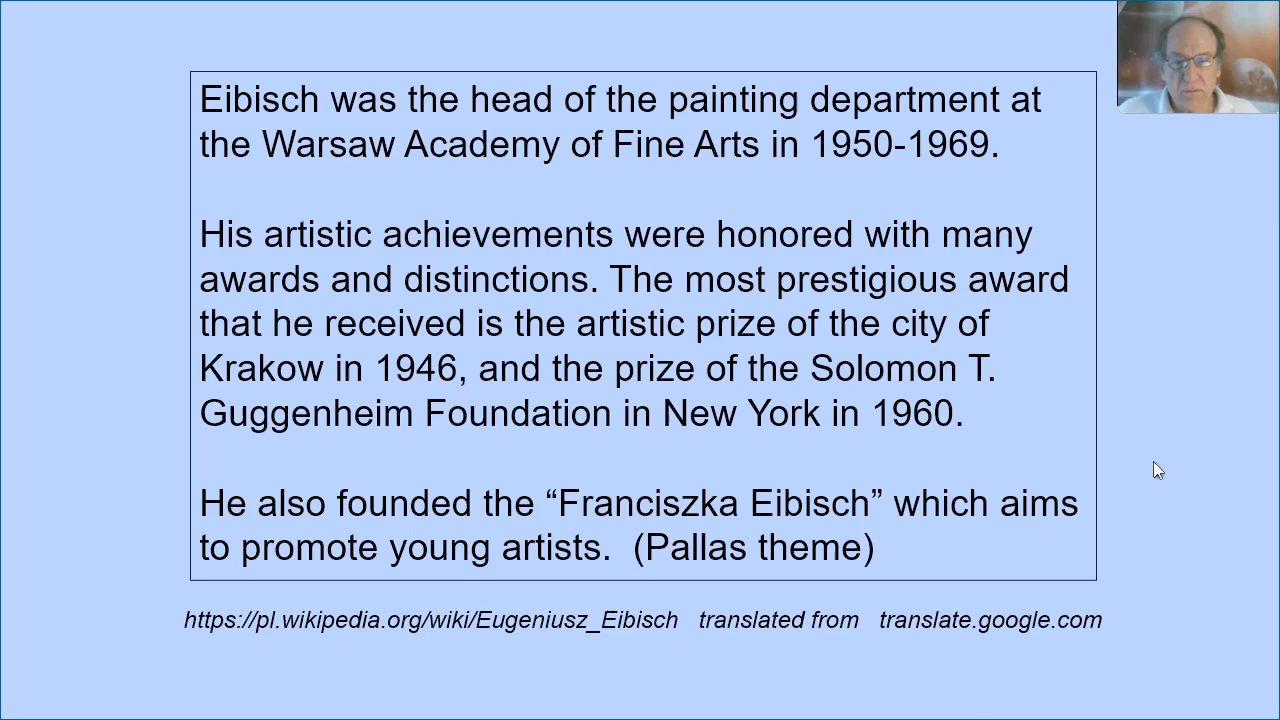 Eibisch was the head of the painting department at
the Warsaw Academy of Fine Arts in 1950-1969.
His artistic achievements were honored with many
awards and distinctions. The most prestigious award
that he received is the artistic prize of the city of
Krakow in 1946, and the prize of the Solomon T.
Guggenheim Foundation in New York in 1960.
He also founded the “Franciszka Eibisch” which aims
to promote young artists.  (Pallas theme)
https://pl.wikipedia.org/wiki/Eugeniusz_Eibisch   translated from   translate.google.com